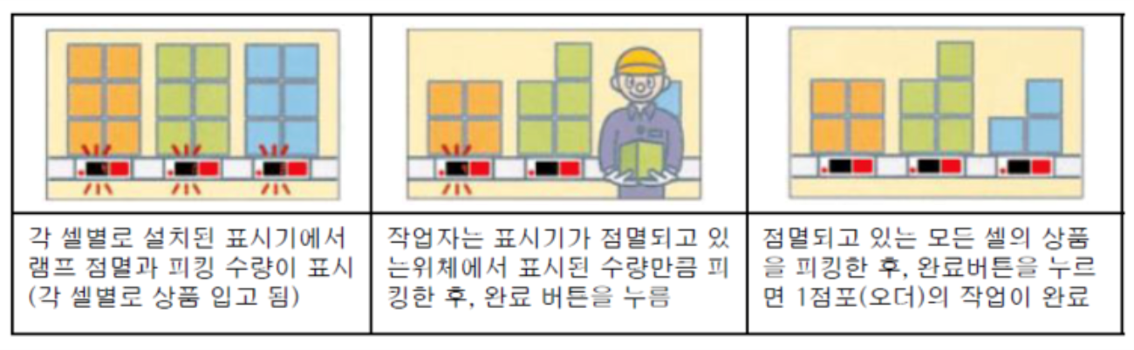 각 셀별로 설치된 표시기에서
램프 점멸과 피킹 수량이 표시
(각 셀별로 상품 입고 됨)
작업자는 표시기가 점멸되고 있
는위체에서 표시된 수량만큼 피
킹한 후, 완료 버튼을 누름
점멸되고 있는 모든 셀의 상품
을 피킹한 후, 완료버튼을 누르
면 1점포(오더)의 작업이 완료